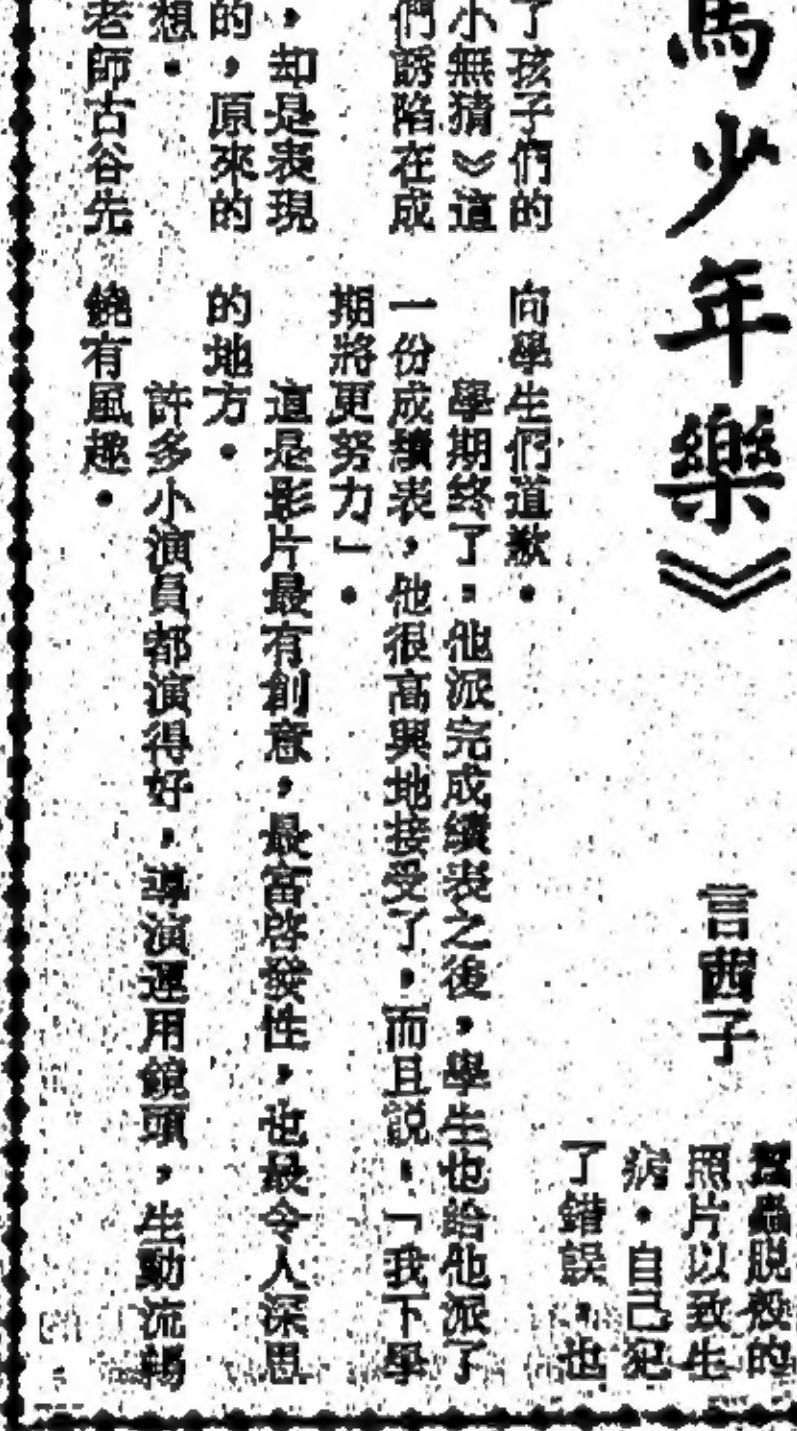 馬少年樂》
言茜子
脱殼的
照片以致生
病。自己犯
了錯誤,也
了孩子們的
小無猜》這
們誘陷在成
,却是表現
的,原來的
想。
老師古谷先
向學生們道歉。
學期終了,他派完成績表之後,學生也給他派了
一份成績表,他很高興地接受了,而且説,「我下學
期將更努力」。
這是影片最有創意,最富啓發性,也最令人深思
的地方。
許多小演員都演得好,導演運用鏡頭,生動流暢
饒有風趣。